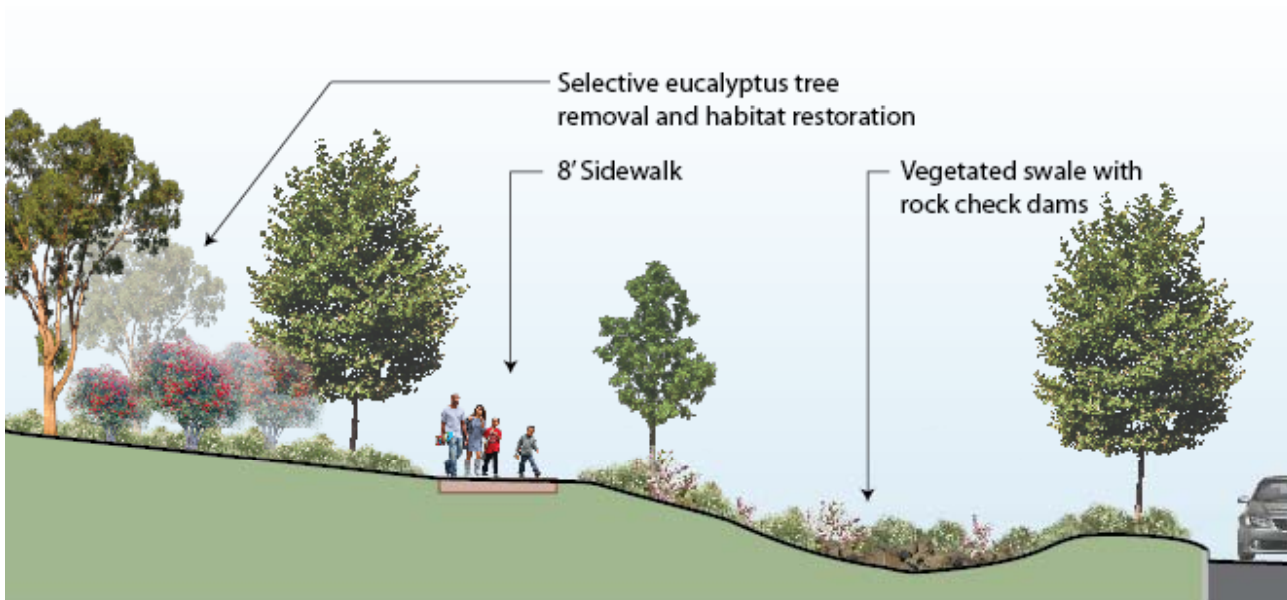 Selective eucalyptus tree
removal and habitat restoration
8' Sidewalk
Vegetated swale with
rock check dams